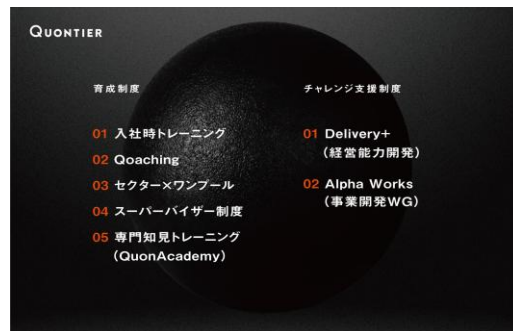 QUONTIER
育成制度
01 入社時トレーニング
02 Qoaching
03 セクター×ワンプール
04 スーパーバイザー制度
05 専門知見トレーニング
(QuonAcademy)
チャレンジ支援制度
01 Delivery+
(経営能力開発)
02 Alpha Works
(事業開発WG)